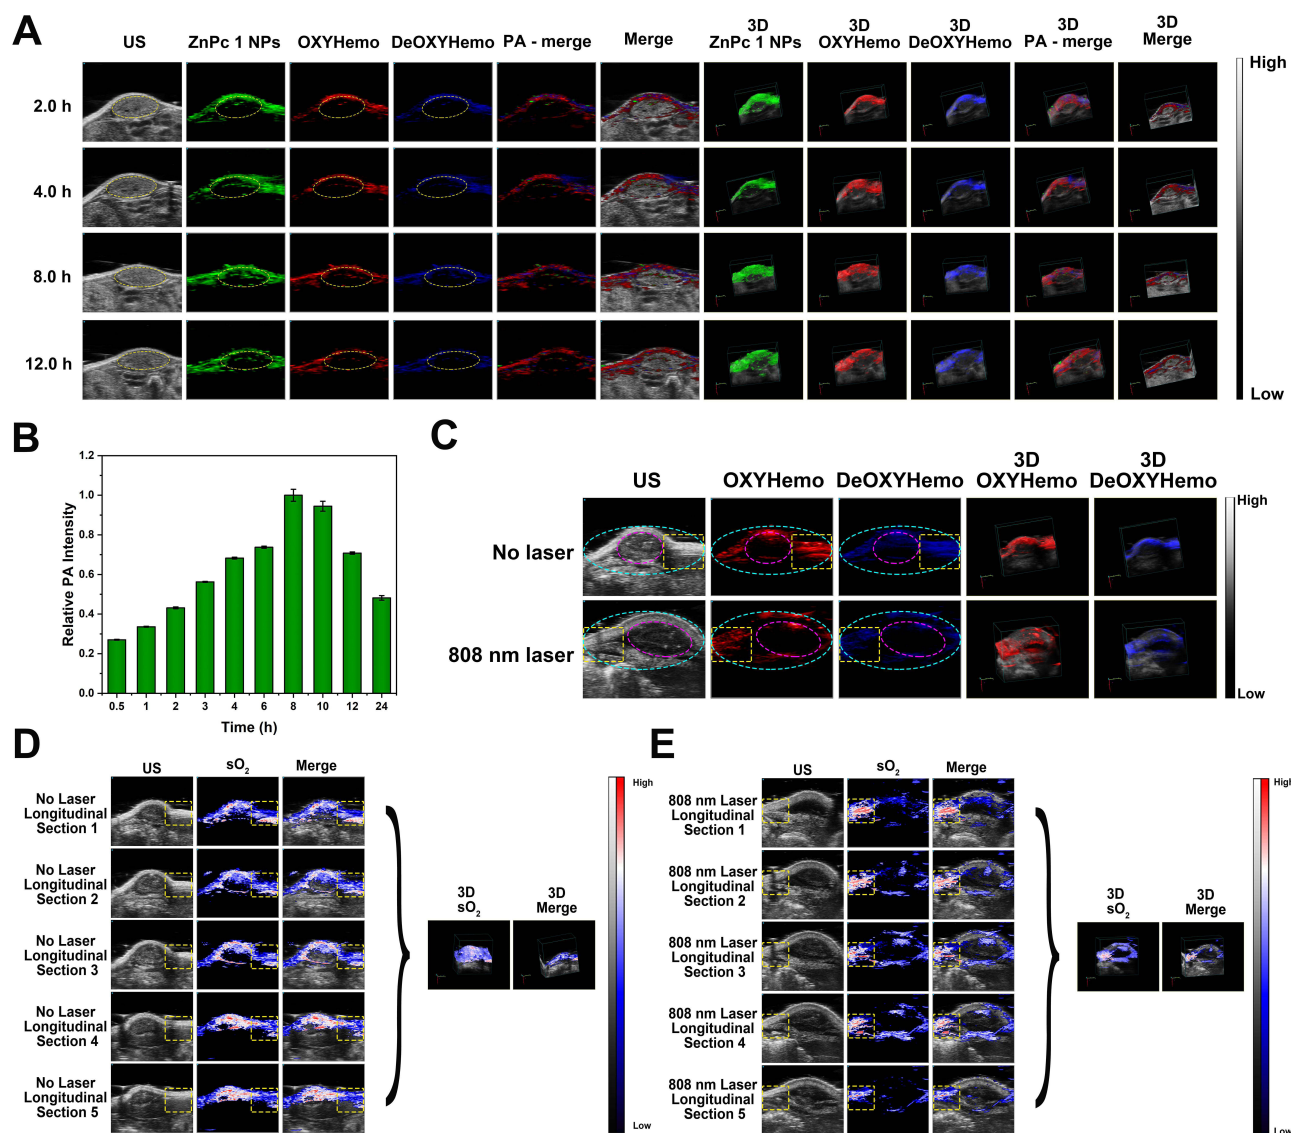 A
US
ZnPc 1 NPs
OXYHemo
DeOXYHemo
PA - merge
Merge
3D
ZnPc 1 NPs
3D
OXYHemo
3D
DeOXYHemo
3D
PA - merge
3D
Merge
2.0 h
4.0 h
8.0 h
12.0 h
High
Low
B
Relative PA Intensity
1.2
1.0
0.8
0.6
0.4
0.2
0.0
0.5 1 2 3 4 6 8 10 12 24
Time (h)
C
US
OXYHemo
DeOXYHemo
3D
OXYHemo
3D
DeOXYHemo
No laser
808 nm laser
High
Low
D
US
sO₂
Merge
No Laser
Longitudinal
Section 1
No Laser
Longitudinal
Section 2
No Laser
Longitudinal
Section 3
No Laser
Longitudinal
Section 4
No Laser
Longitudinal
Section 5
3D
sO₂
3D
Merge
High
Low
E
US
sO₂
Merge
808 nm Laser
Longitudinal
Section 1
808 nm Laser
Longitudinal
Section 2
808 nm Laser
Longitudinal
Section 3
808 nm Laser
Longitudinal
Section 4
808 nm Laser
Longitudinal
Section 5
3D
sO₂
3D
Merge
High
Low